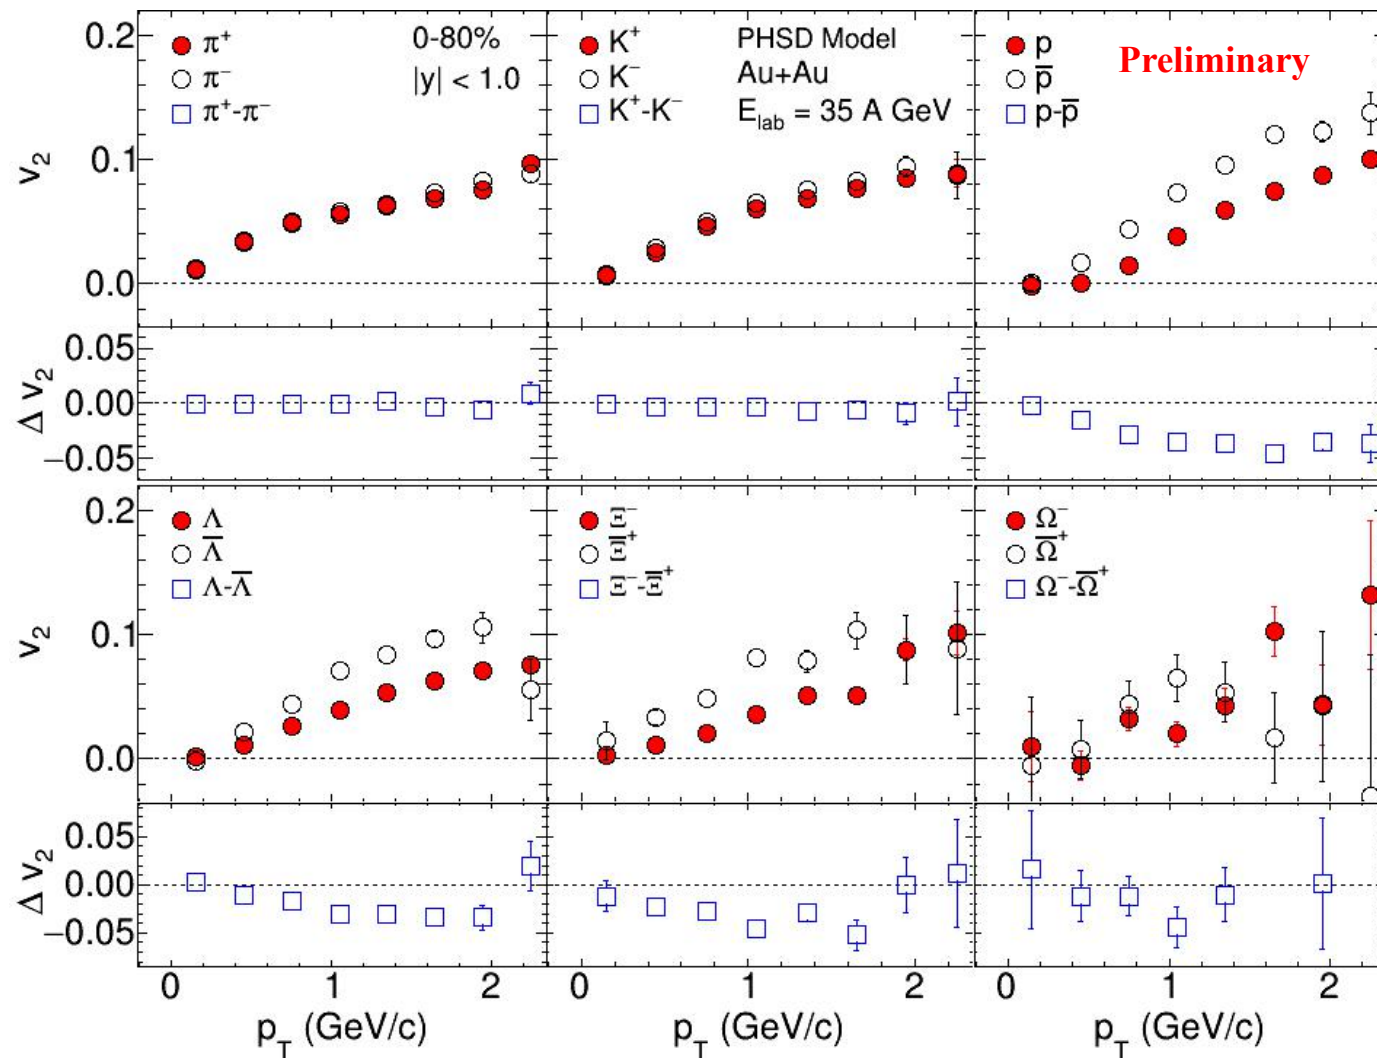 0.2
π⁺
0-80%
K⁺
PHSD Model
p
Preliminary
π⁻
|y| < 1.0
K⁻
Au+Au
p̅
π⁺-π⁻
K⁺-K⁻
E_lab = 35 A GeV
p-p̅
v₂
0.1
0.0
0.05
Δ v₂
0.00
−0.05
0.2
Λ
Ξ⁻
Ω⁻
Λ̅
Ξ̅⁺
Ω̅⁺
Λ-Λ̅
Ξ⁻-Ξ̅⁺
Ω⁻-Ω̅⁺
v₂
0.1
0.0
0.05
Δ v₂
0.00
−0.05
0 1 2 0 1 2 0 1 2
p_T (GeV/c) p_T (GeV/c) p_T (GeV/c)